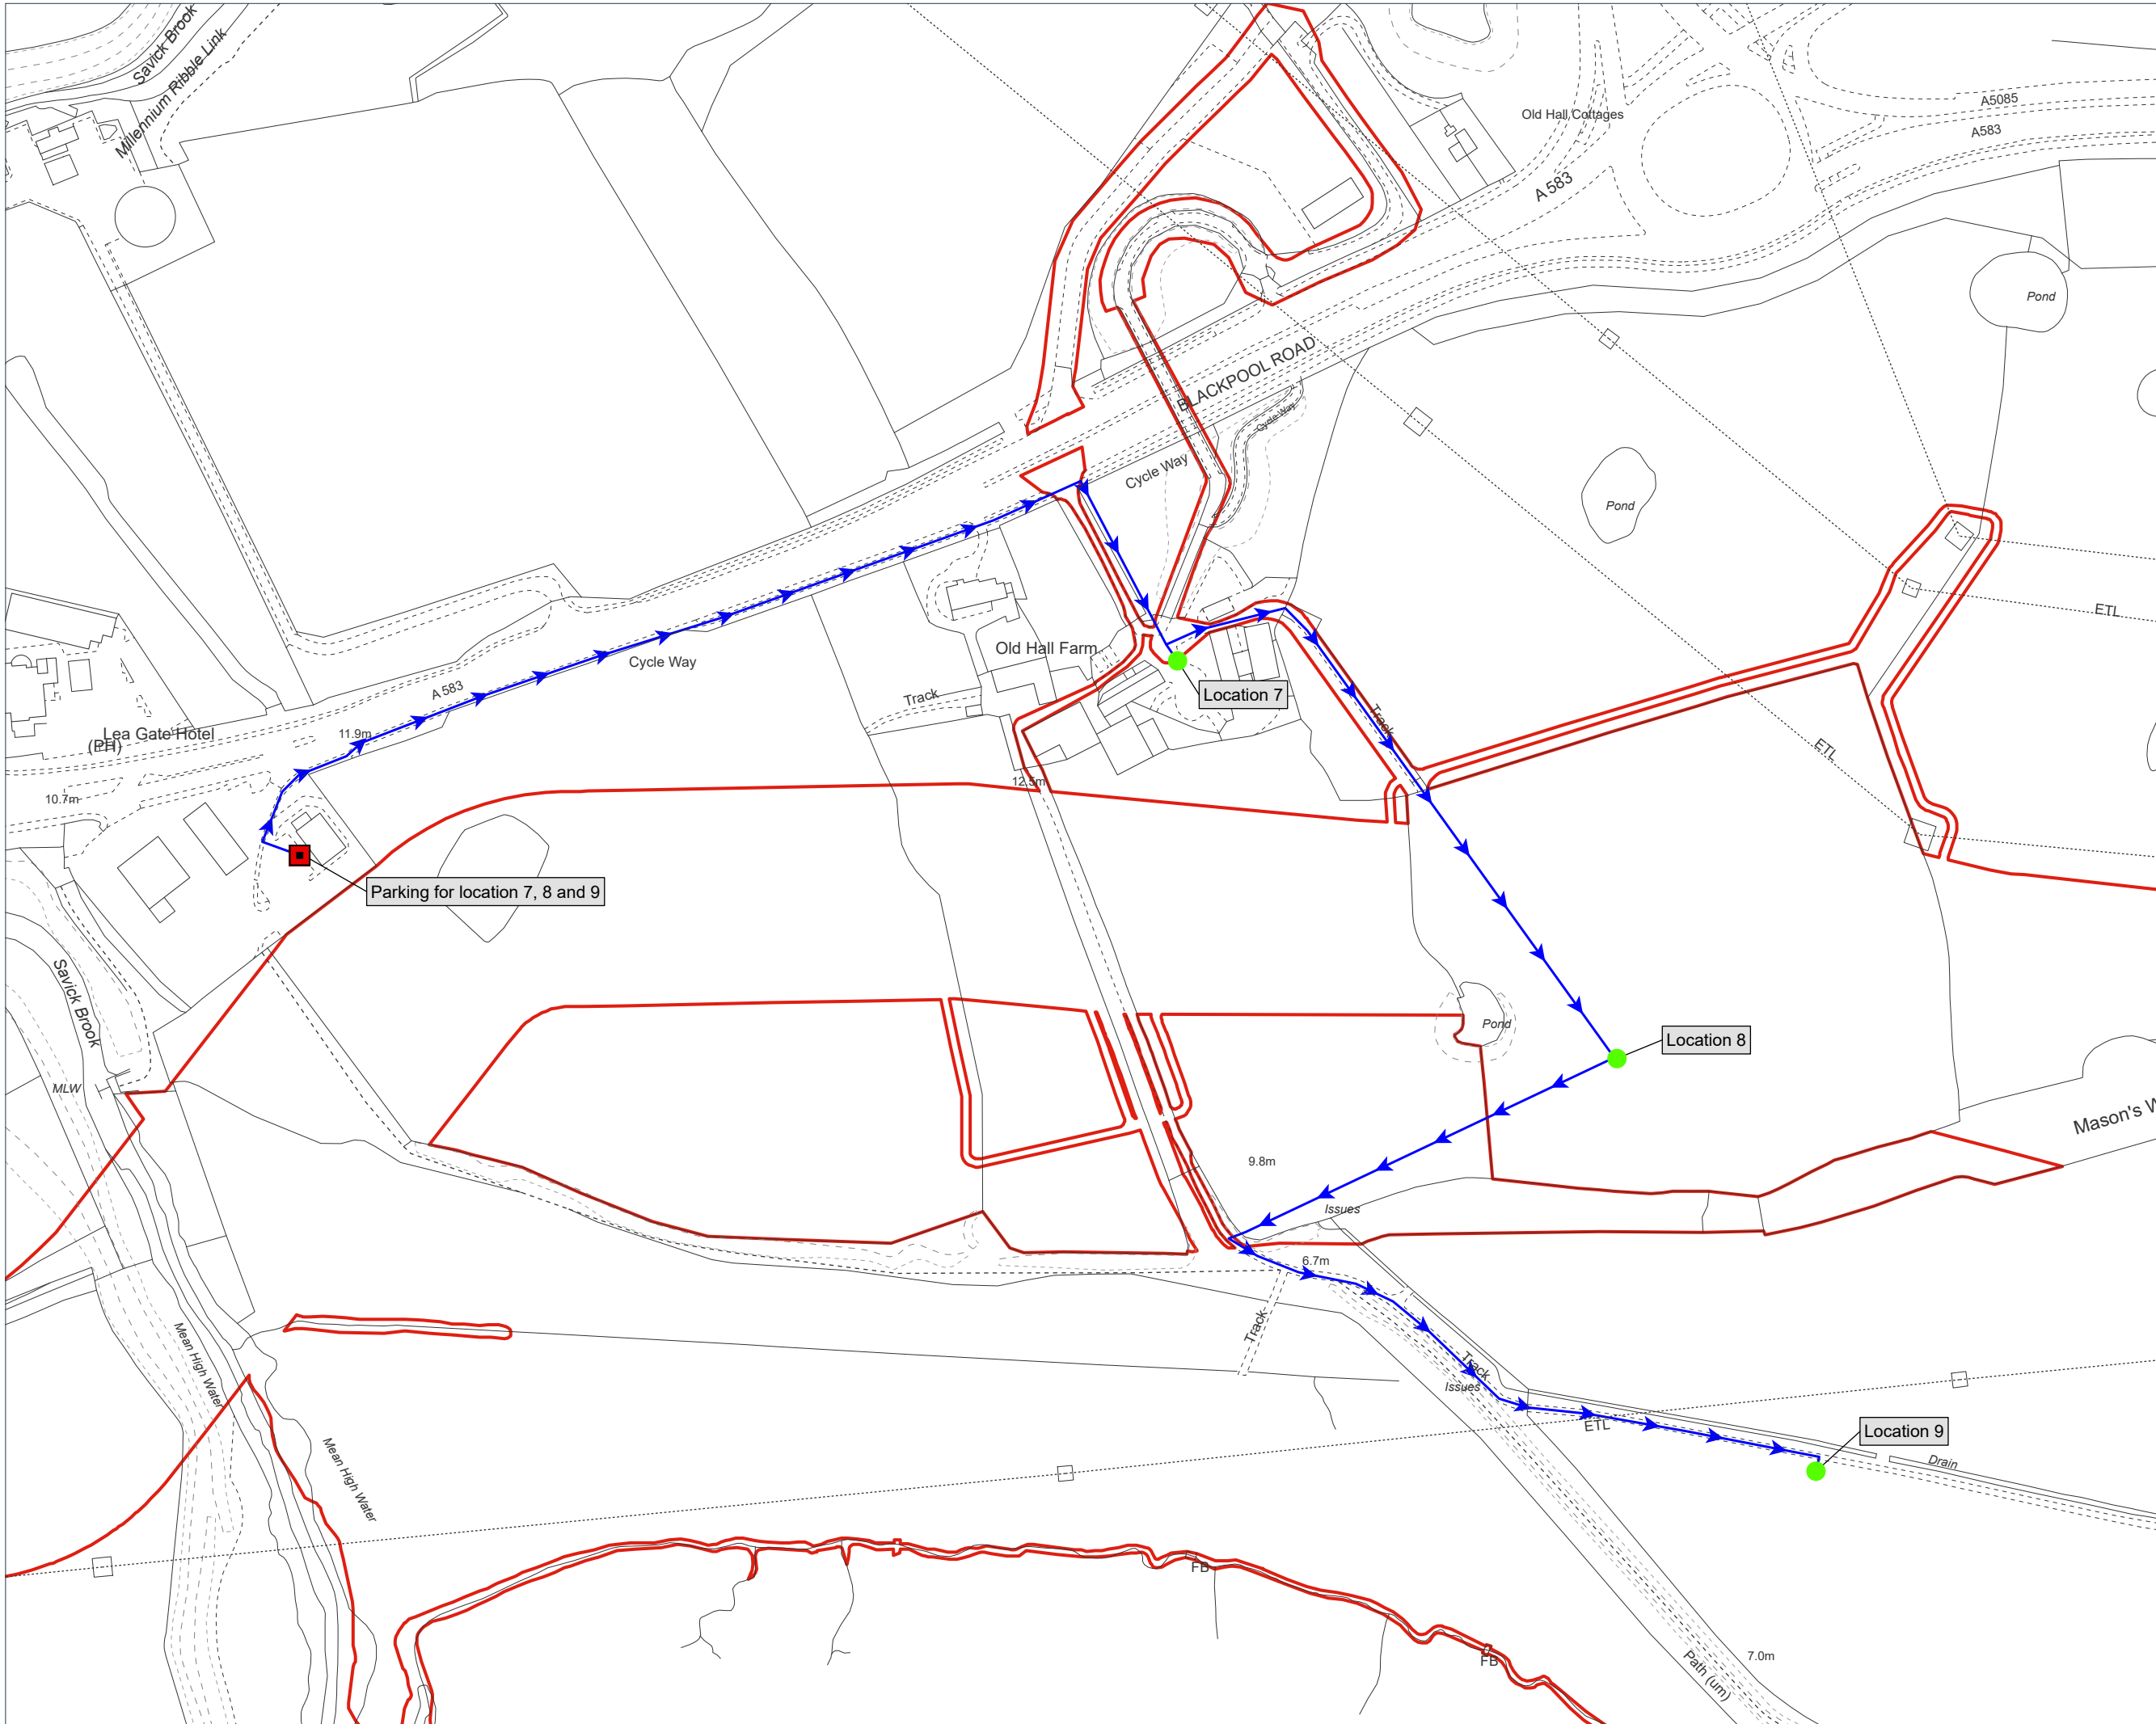 Savick Brook
Millennium Ribble Link
Old Hall Cottages
A5085
A583
A 583
Pond
BLACKPOOL ROAD
Cycle Way
Cycle Way
Pond
ETL
Cycle Way
Old Hall Farm
A 583
Track
Location 7
Track
Lea Gate Hotel
(PH)
11.9m
ETL
12.5m
10.7m
Parking for location 7, 8 and 9
Savick Brook
Pond
Location 8
MLW
Mason's W
9.8m
Issues
6.7m
Track
Mean High Water
Track
Issues
ETL
Location 9
Drain
Mean High Water
FB
FB
7.0m
Path (um)